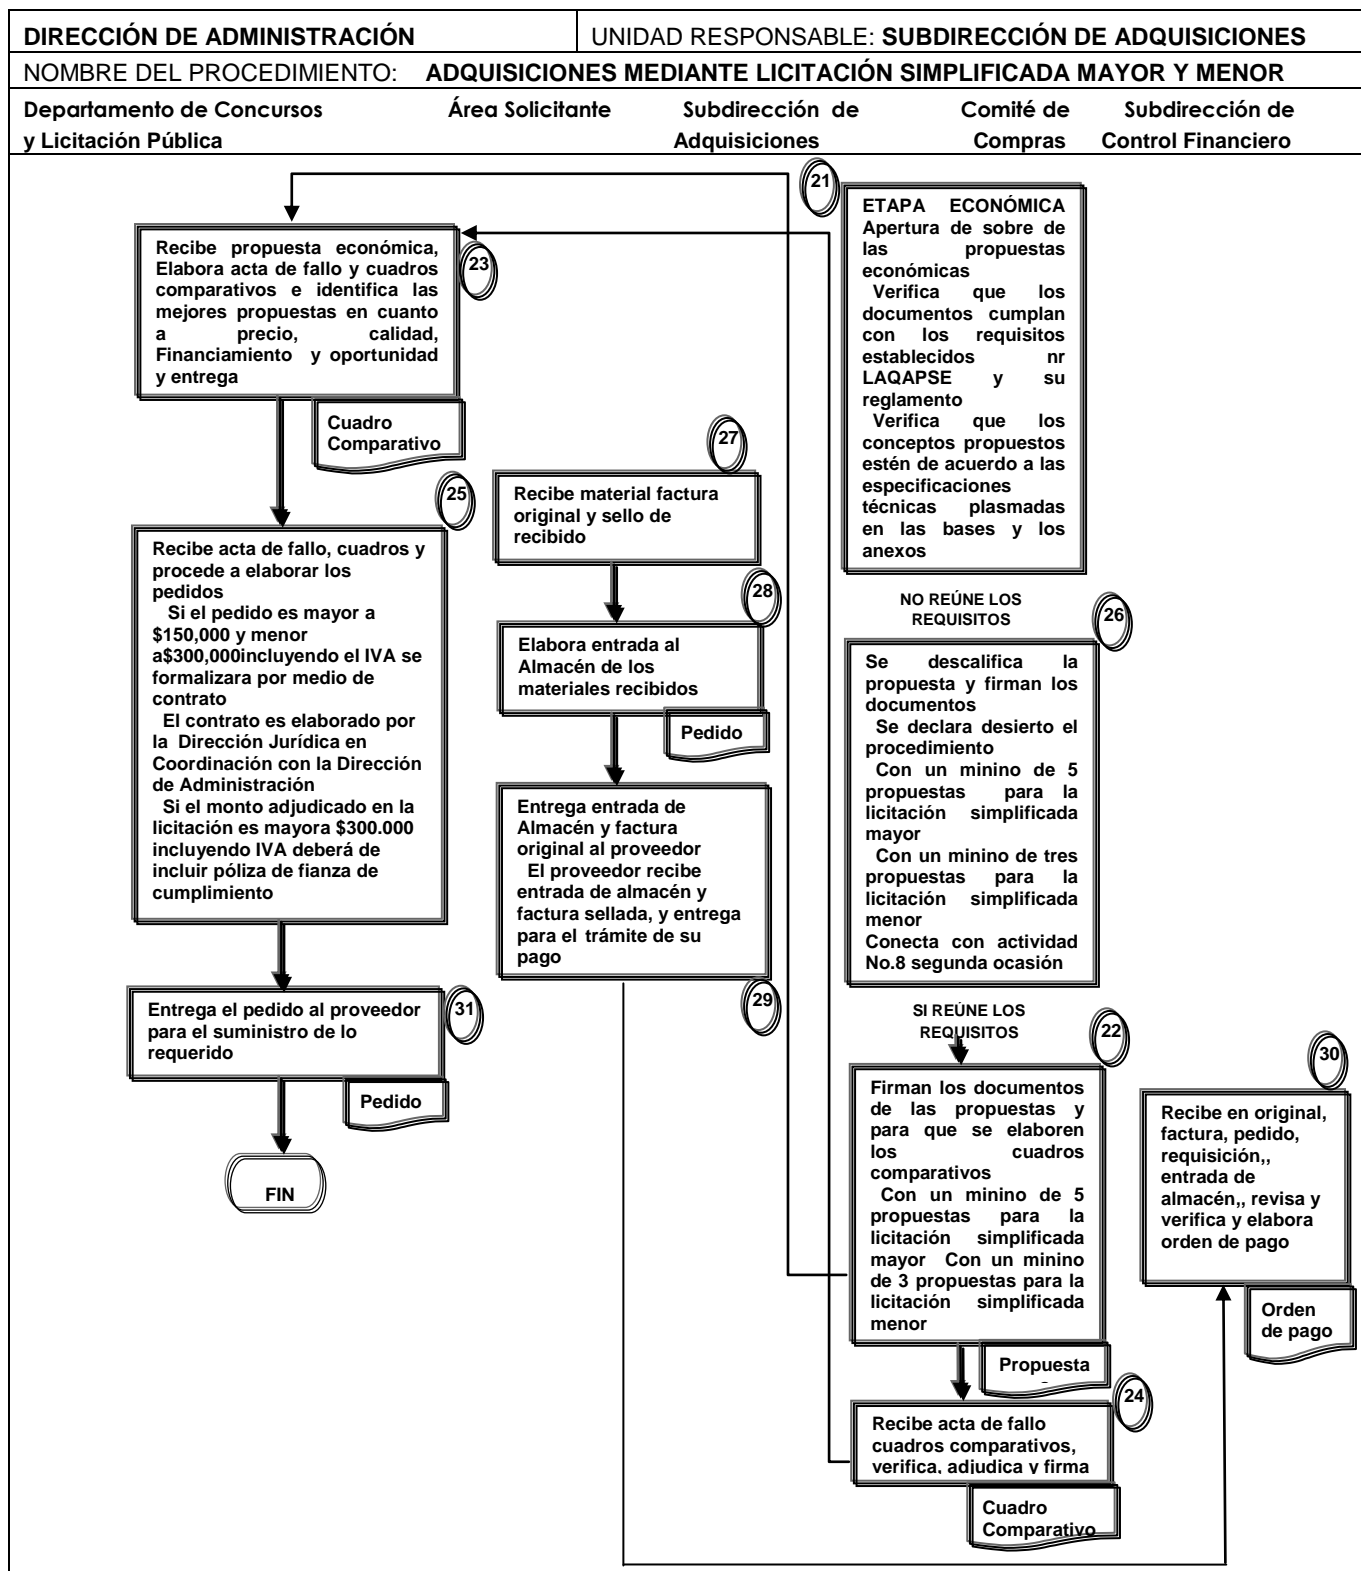 DIRECCIÓN DE ADMINISTRACIÓN
UNIDAD RESPONSABLE: SUBDIRECCIÓN DE ADQUISICIONES
NOMBRE DEL PROCEDIMIENTO: ADQUISICIONES MEDIANTE LICITACIÓN SIMPLIFICADA MAYOR Y MENOR
Departamento de Concursos
y Licitación Pública
Área Solicitante
Subdirección de
Adquisiciones
Comité de
Compras
Subdirección de
Control Financiero
21
ETAPA ECONÓMICA
Apertura de sobre de
las propuestas
económicas
Verifica que los
documentos cumplan
con los requisitos
establecidos nr
LAQAPSE y su
reglamento
Verifica que los
conceptos propuestos
estén de acuerdo a las
especificaciones
técnicas plasmadas
en las bases y los
anexos
23
Recibe propuesta económica,
Elabora acta de fallo y cuadros
comparativos e identifica las
mejores propuestas en cuanto
a precio, calidad,
Financiamiento y oportunidad
y entrega
Cuadro
Comparativo
25
Recibe acta de fallo, cuadros y
procede a elaborar los
pedidos
Si el pedido es mayor a
$150,000 y menor
a$300,000incluyendo el IVA se
formalizara por medio de
contrato
El contrato es elaborado por
la Dirección Jurídica en
Coordinación con la Dirección
de Administración
Si el monto adjudicado en la
licitación es mayora $300.000
incluyendo IVA deberá de
incluir póliza de fianza de
cumplimiento
31
Entrega el pedido al proveedor
para el suministro de lo
requerido
Pedido
FIN
27
Recibe material factura
original y sello de
recibido
28
Elabora entrada al
Almacén de los
materiales recibidos
Pedido
Entrega entrada de
Almacén y factura
original al proveedor
El proveedor recibe
entrada de almacén y
factura sellada, y entrega
para el trámite de su
pago
29
NO REÚNE LOS
REQUISITOS
26
Se descalifica la
propuesta y firman los
documentos
Se declara desierto el
procedimiento
Con un minino de 5
propuestas para la
licitación simplificada
mayor
Con un minino de tres
propuestas para la
licitación simplificada
menor
Conecta con actividad
No.8 segunda ocasión
SI REÚNE LOS
REQUISITOS
22
Firman los documentos
de las propuestas y
para que se elaboren
los cuadros
comparativos
Con un minino de 5
propuestas para la
licitación simplificada
mayor Con un minino
de 3 propuestas para la
licitación simplificada
menor
Propuesta
24
Recibe acta de fallo
cuadros comparativos,
verifica, adjudica y firma
Cuadro
Comparativo
30
Recibe en original,
factura, pedido,
requisición,,
entrada de
almacén,, revisa y
verifica y elabora
orden de pago
Orden
de pago